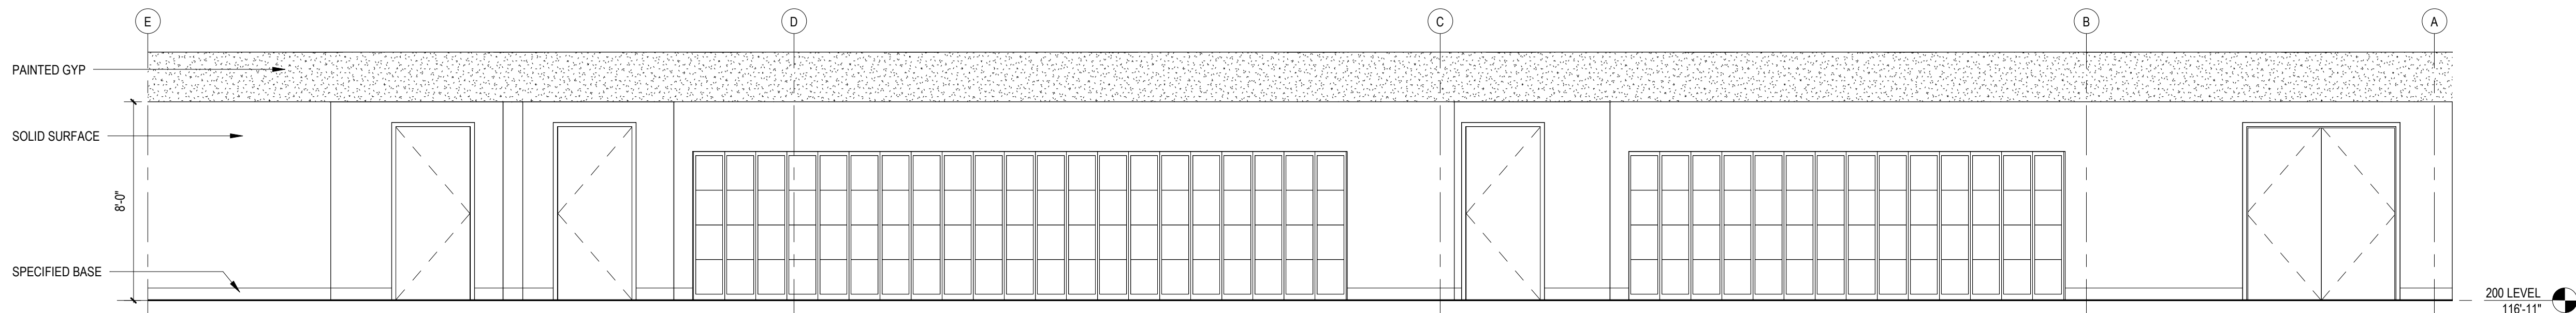 E
D
C
B
A
PAINTED GYP
SOLID SURFACE
8'-0"
SPECIFIED BASE
200 LEVEL
116'-11"